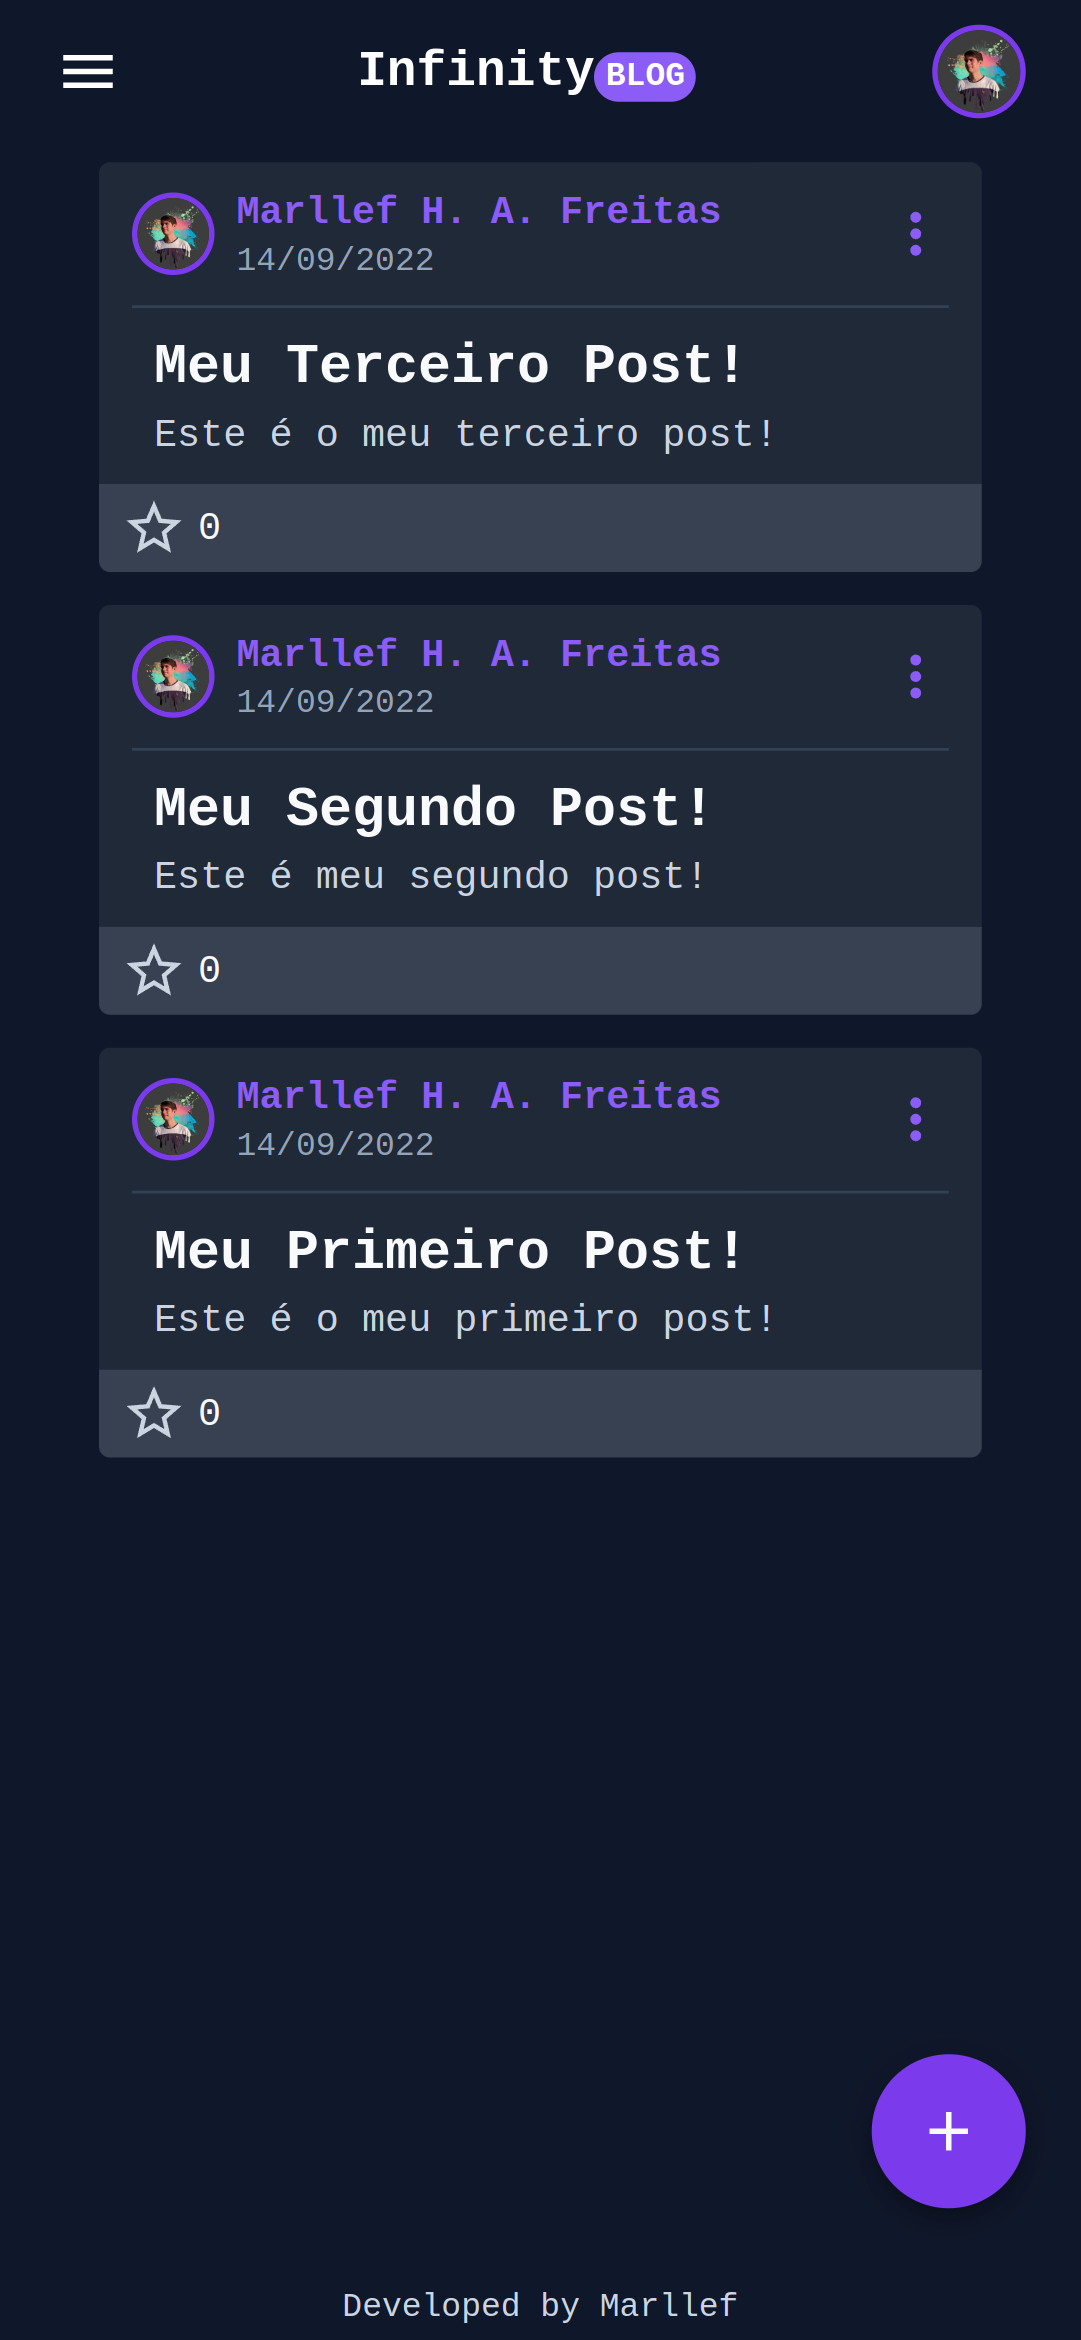 Infinity BLOG
Marllef H. A. Freitas
14/09/2022
Meu Terceiro Post!
Este é o meu terceiro post!
0
Marllef H. A. Freitas
14/09/2022
Meu Segundo Post!
Este é meu segundo post!
0
Marllef H. A. Freitas
14/09/2022
Meu Primeiro Post!
Este é o meu primeiro post!
0
Developed by Marllef